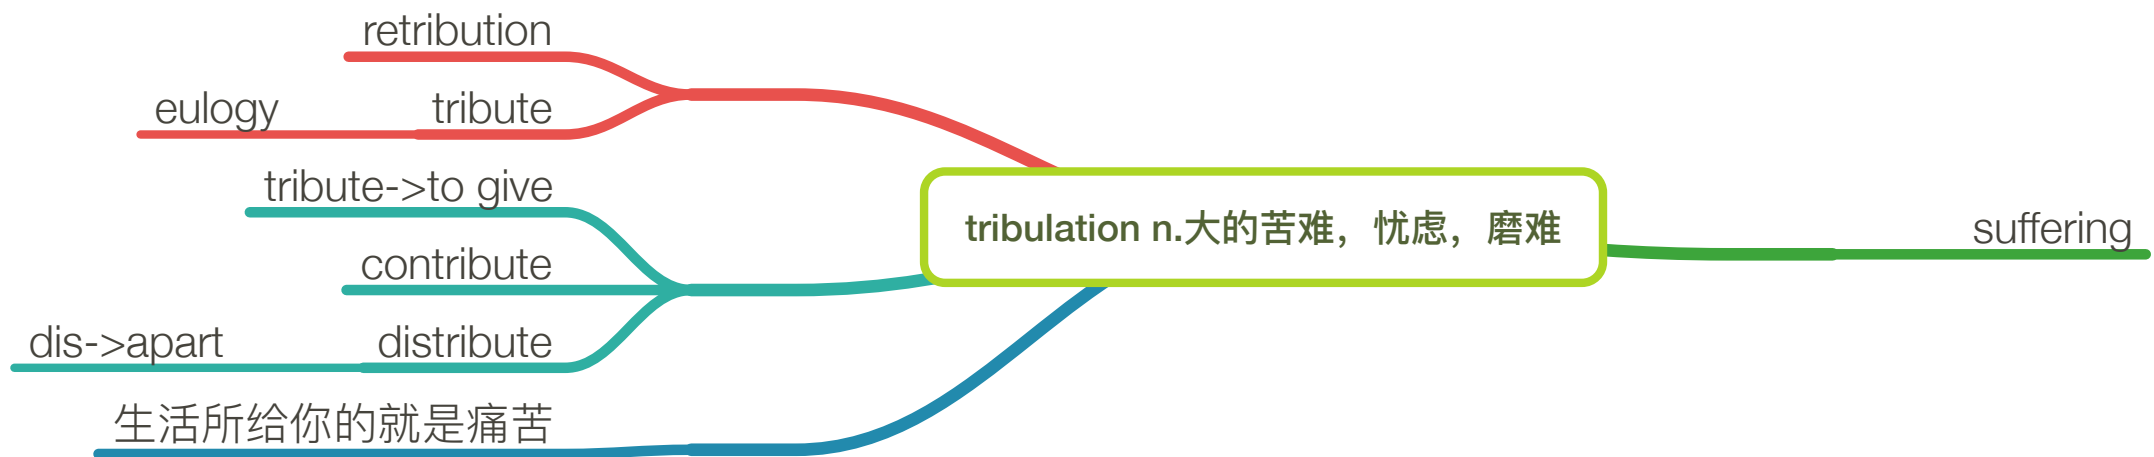 retribution
eulogy
tribute
tribute->to give
contribute
dis->apart
distribute
生活所给你的就是痛苦
tribulation n.大的苦难，忧虑，磨难
suffering